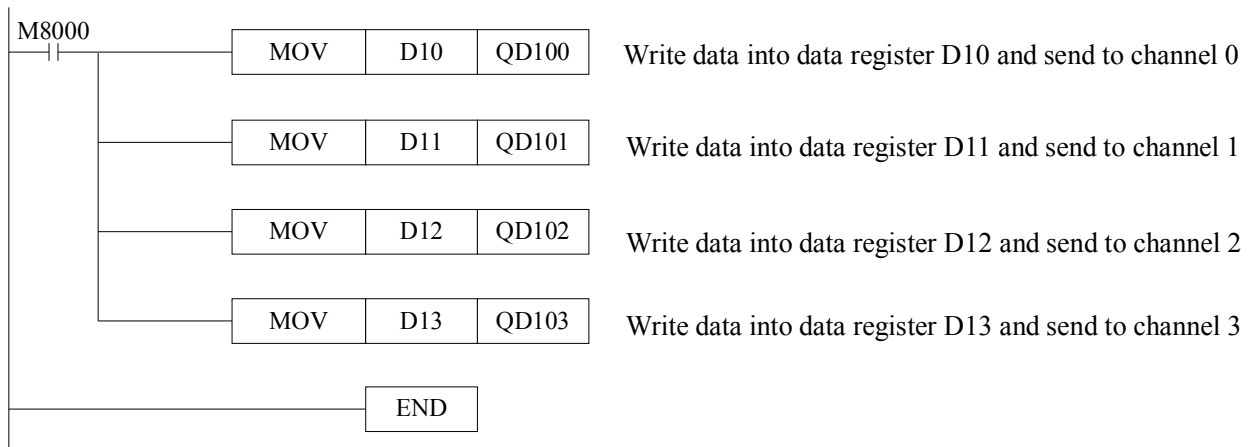 M8000
MOV D10 QD100 Write data into data register D10 and send to channel 0
MOV D11 QD101 Write data into data register D11 and send to channel 1
MOV D12 QD102 Write data into data register D12 and send to channel 2
MOV D13 QD103 Write data into data register D13 and send to channel 3
END